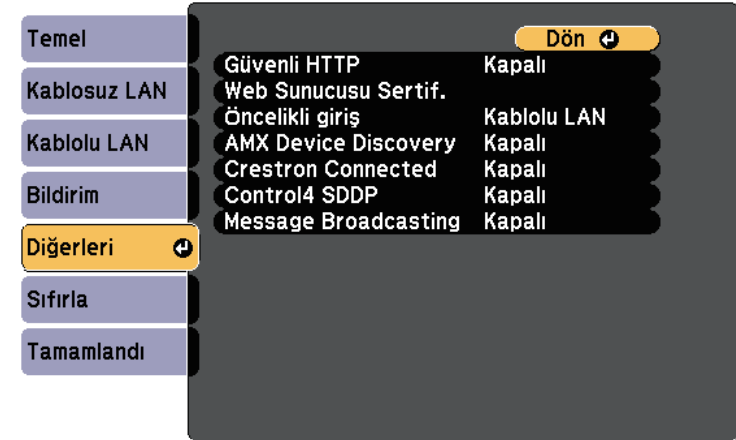 Temel
Kablosuz LAN
Kablolu LAN
Bildirim
Diğerleri
Sıfırla
Tamamlandı
Dön
Güvenli HTTP Kapalı
Web Sunucusu Sertif.
Öncelikli giriş Kablolu LAN
AMX Device Discovery Kapalı
Crestron Connected Kapalı
Control4 SDDP Kapalı
Message Broadcasting Kapalı